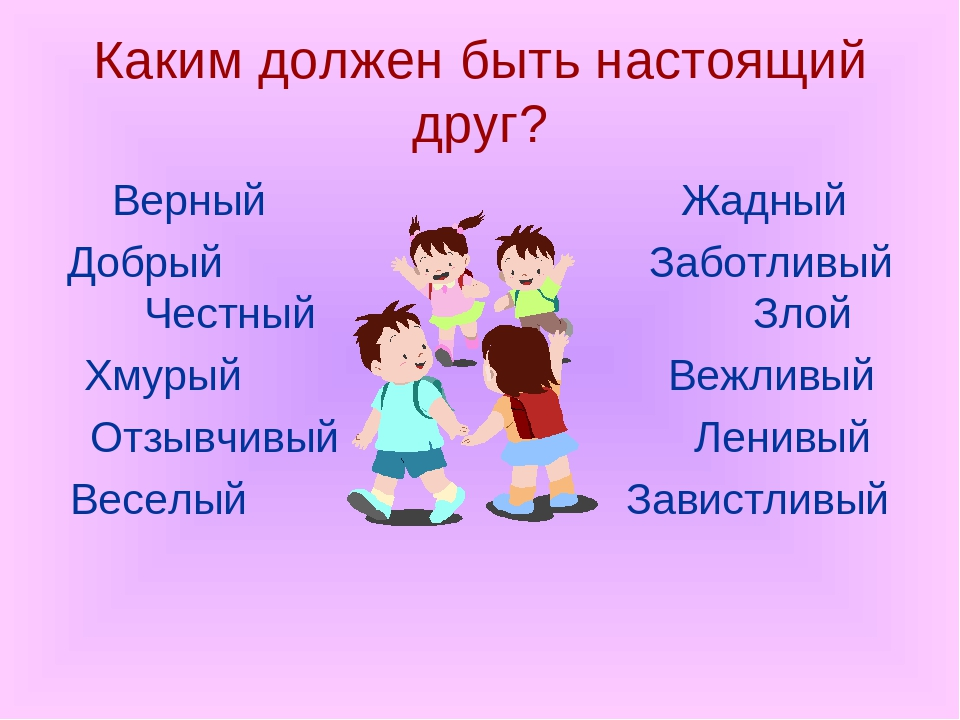 Каким должен быть настоящий
друг?
Верный Жадный
Добрый Заботливый
Честный Злой
Хмурый Вежливый
Отзывчивый Ленивый
Веселый Завистливый